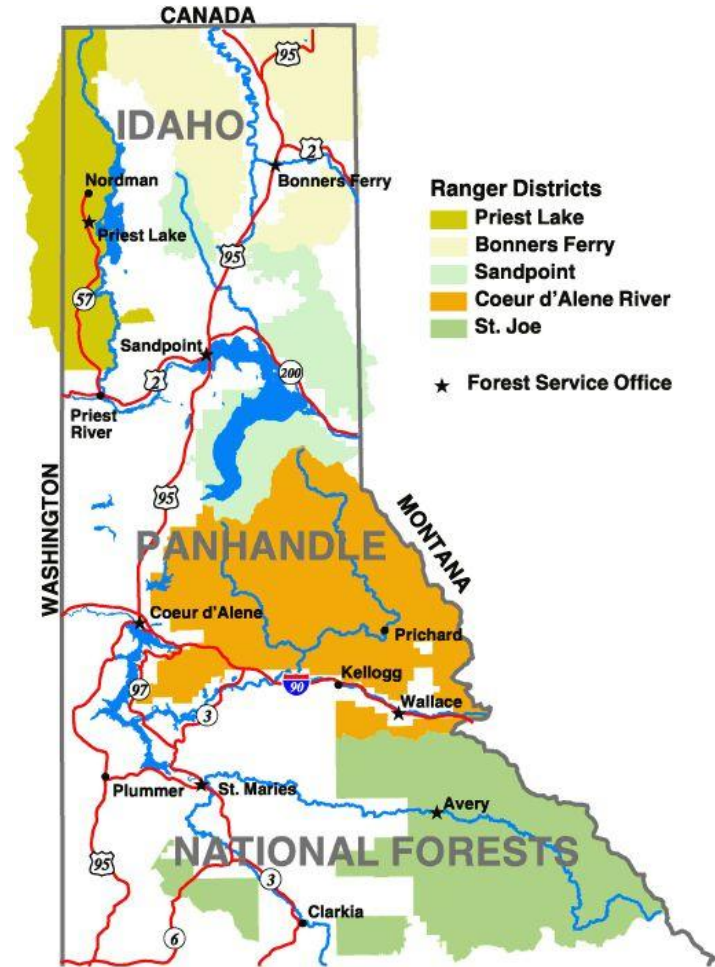 CANADA
95
IDAHO
2
Nordman
Bonners Ferry
Priest Lake
95
57
Sandpoint
2
200
Priest
River
Ranger Districts
Priest Lake
Bonners Ferry
Sandpoint
Coeur d'Alene River
St. Joe
Forest Service Office
WASHINGTON
95
MONTANA
PANHANDLE
Coeur d'Alene
Prichard
Kellogg
97
90
3
Wallace
Plummer
St. Maries
Avery
NATIONAL FORESTS
95
3
6
Clarkia